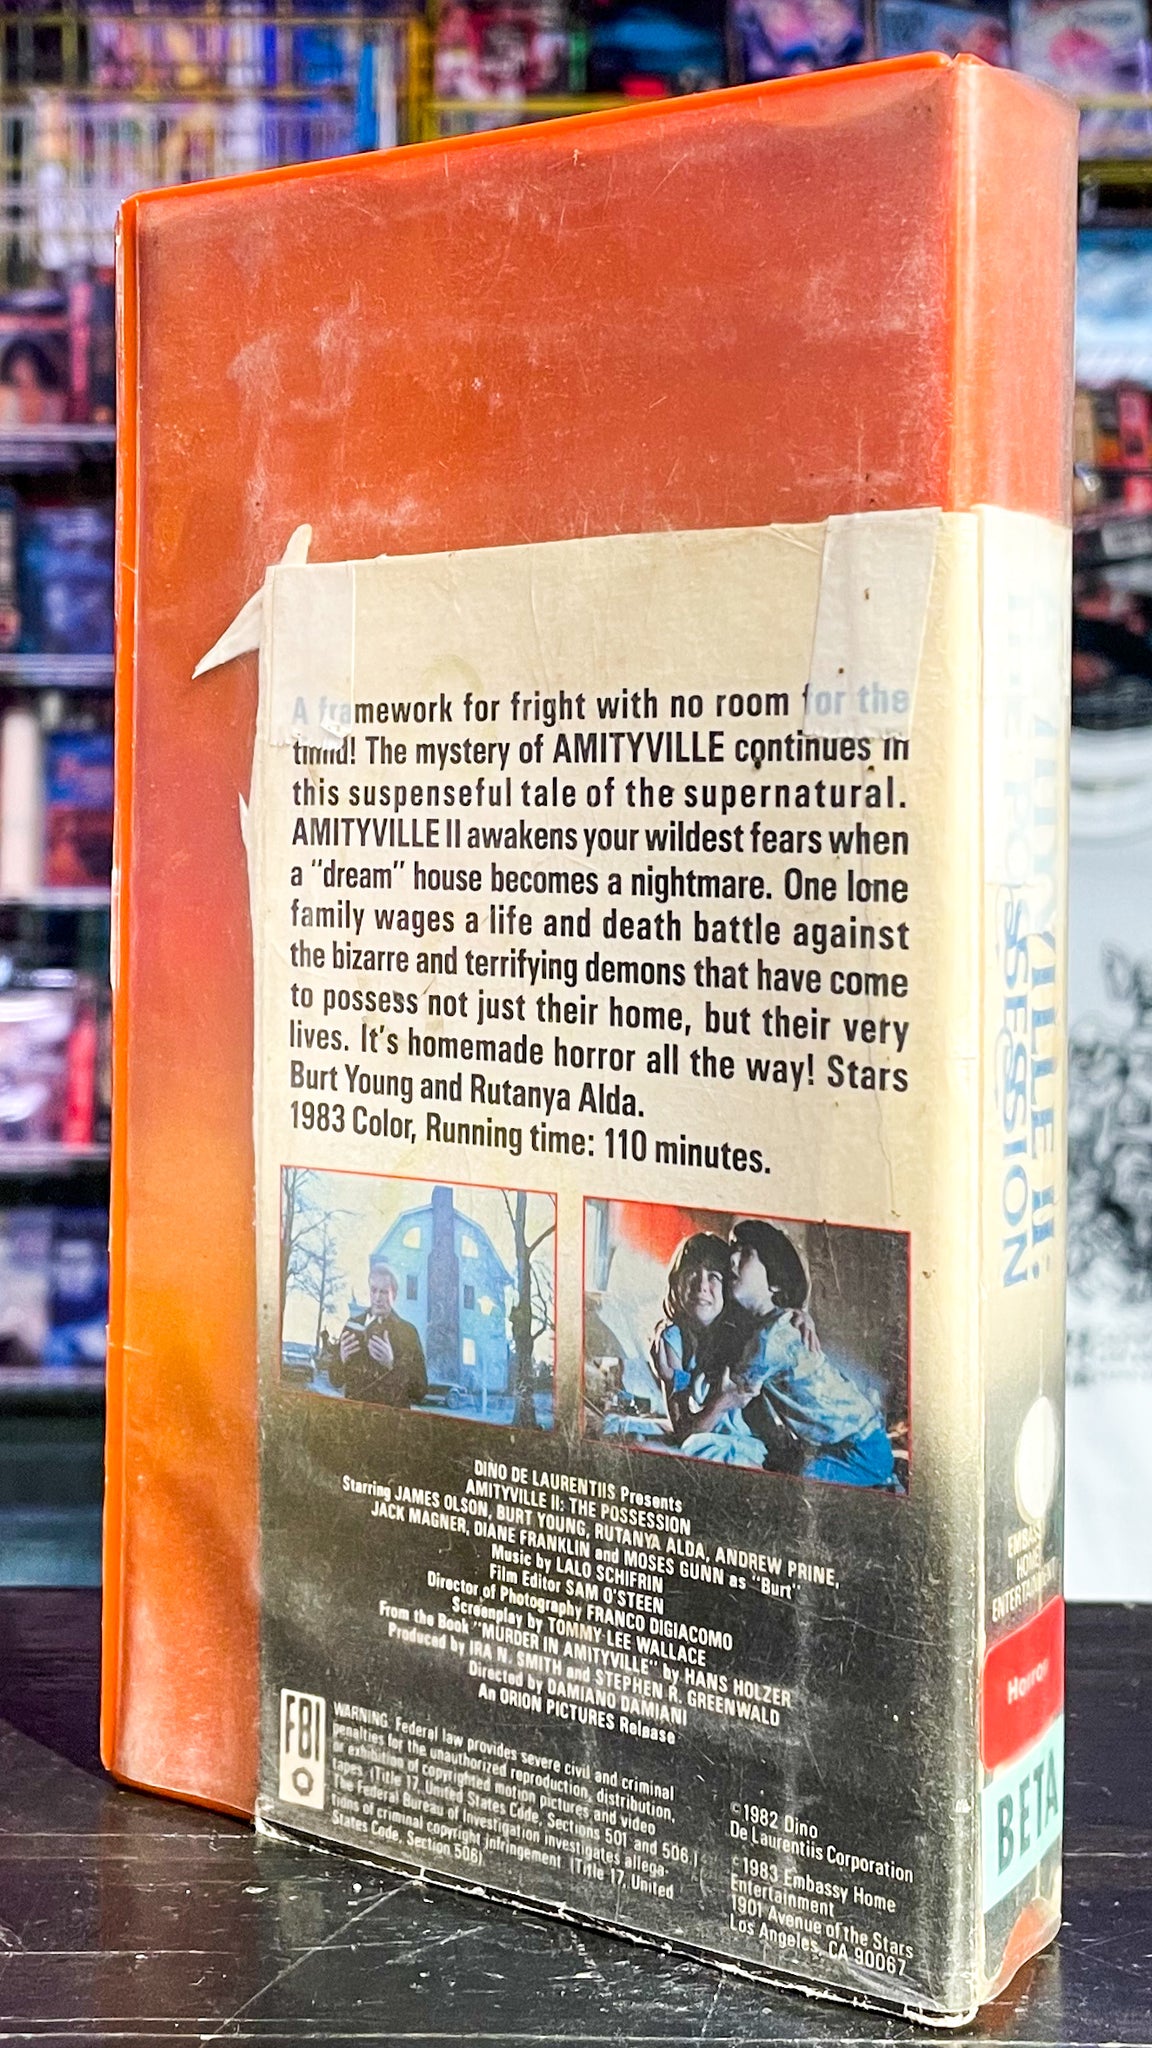 A framework for fright with no room for the
timid! The mystery of AMITYVILLE continues in
this suspenseful tale of the supernatural.
AMITYVILLE II awakens your wildest fears when
a "dream" house becomes a nightmare. One lone
family wages a life and death battle against
the bizarre and terrifying demons that have come
to possess not just their home, but their very
lives. It's homemade horror all the way! Stars
Burt Young and Rutanya Alda.
1983 Color, Running time: 110 minutes.
DINO DE LAURENTIIS Presents
AMITYVILLE II: THE POSSESSION
Starring JAMES OLSON, BURT YOUNG, RUTANYA ALDA, ANDREW PRINE,
JACK MAGNER, DIANE FRANKLIN and MOSES GUNN as "Burt"
Music by LALO SCHIFRIN
Film Editor SAM O'STEEN
Director of Photography FRANCO DIGIACOMO
Screenplay by TOMMY LEE WALLACE
From the Book "MURDER IN AMITYVILLE" by HANS HOLZER
Produced by IRA N. SMITH and STEPHEN R. GREENWALD
Directed by DAMIANO DAMIANI
An ORION PICTURES Release
FBI
WARNING: Federal law provides severe civil and criminal
penalties for the unauthorized reproduction, distribution,
or exhibition of copyrighted motion pictures and video
tapes (Title 17, United States Code, Sections 501 and 506.)
The Federal Bureau of Investigation investigates allega-
tions of criminal copyright infringement (Title 17, United
States Code, Section 506).
©1982 Dino
De Laurentiis Corporation
©1983 Embassy Home
Entertainment
1901 Avenue of the Stars
Los Angeles, CA 90067
AMITYVILLE II:
THE POSSESSION
EMBASSY
HOME
ENTERTAINMENT
Horror
BETA